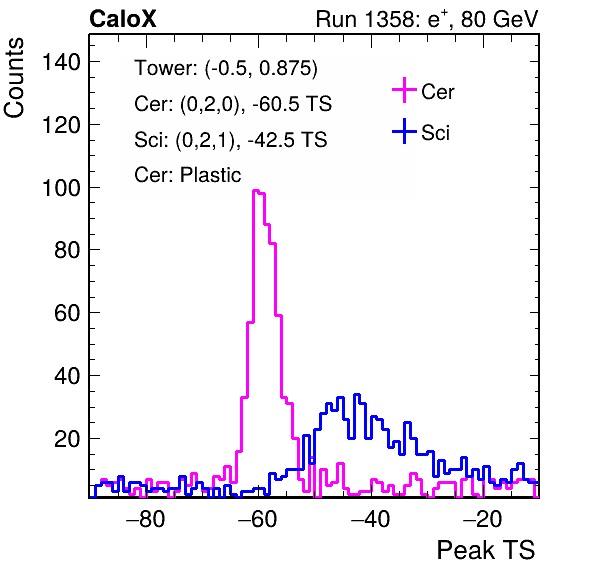 CaloX Run 1358: e⁺, 80 GeV
Counts
Tower: (-0.5, 0.875)
Cer: (0,2,0), -60.5 TS
Sci: (0,2,1), -42.5 TS
Cer: Plastic
Cer
Sci
140
120
100
80
60
40
20
−80 −60 −40 −20
Peak TS